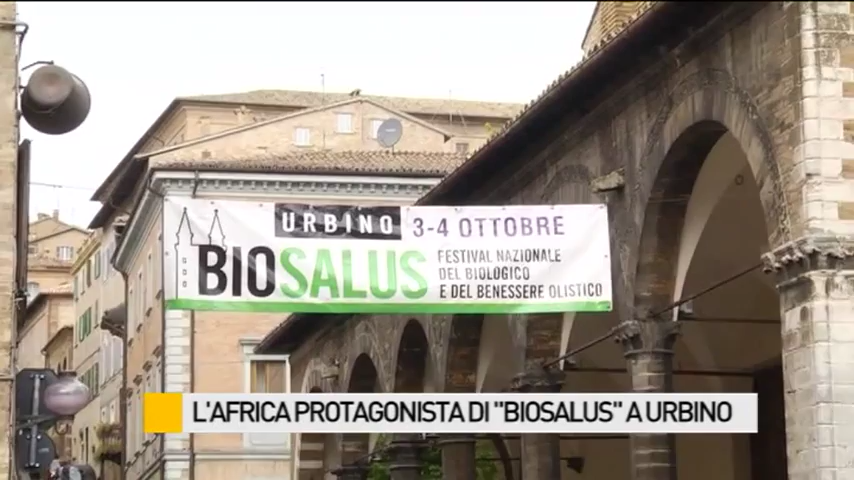 URBINO 3-4 OTTOBRE
BIOSALUS
FESTIVAL NAZIONALE
DEL BIOLOGICO
E DEL BENESSERE OLISTICO
L'AFRICA PROTAGONISTA DI "BIOSALUS" A URBINO